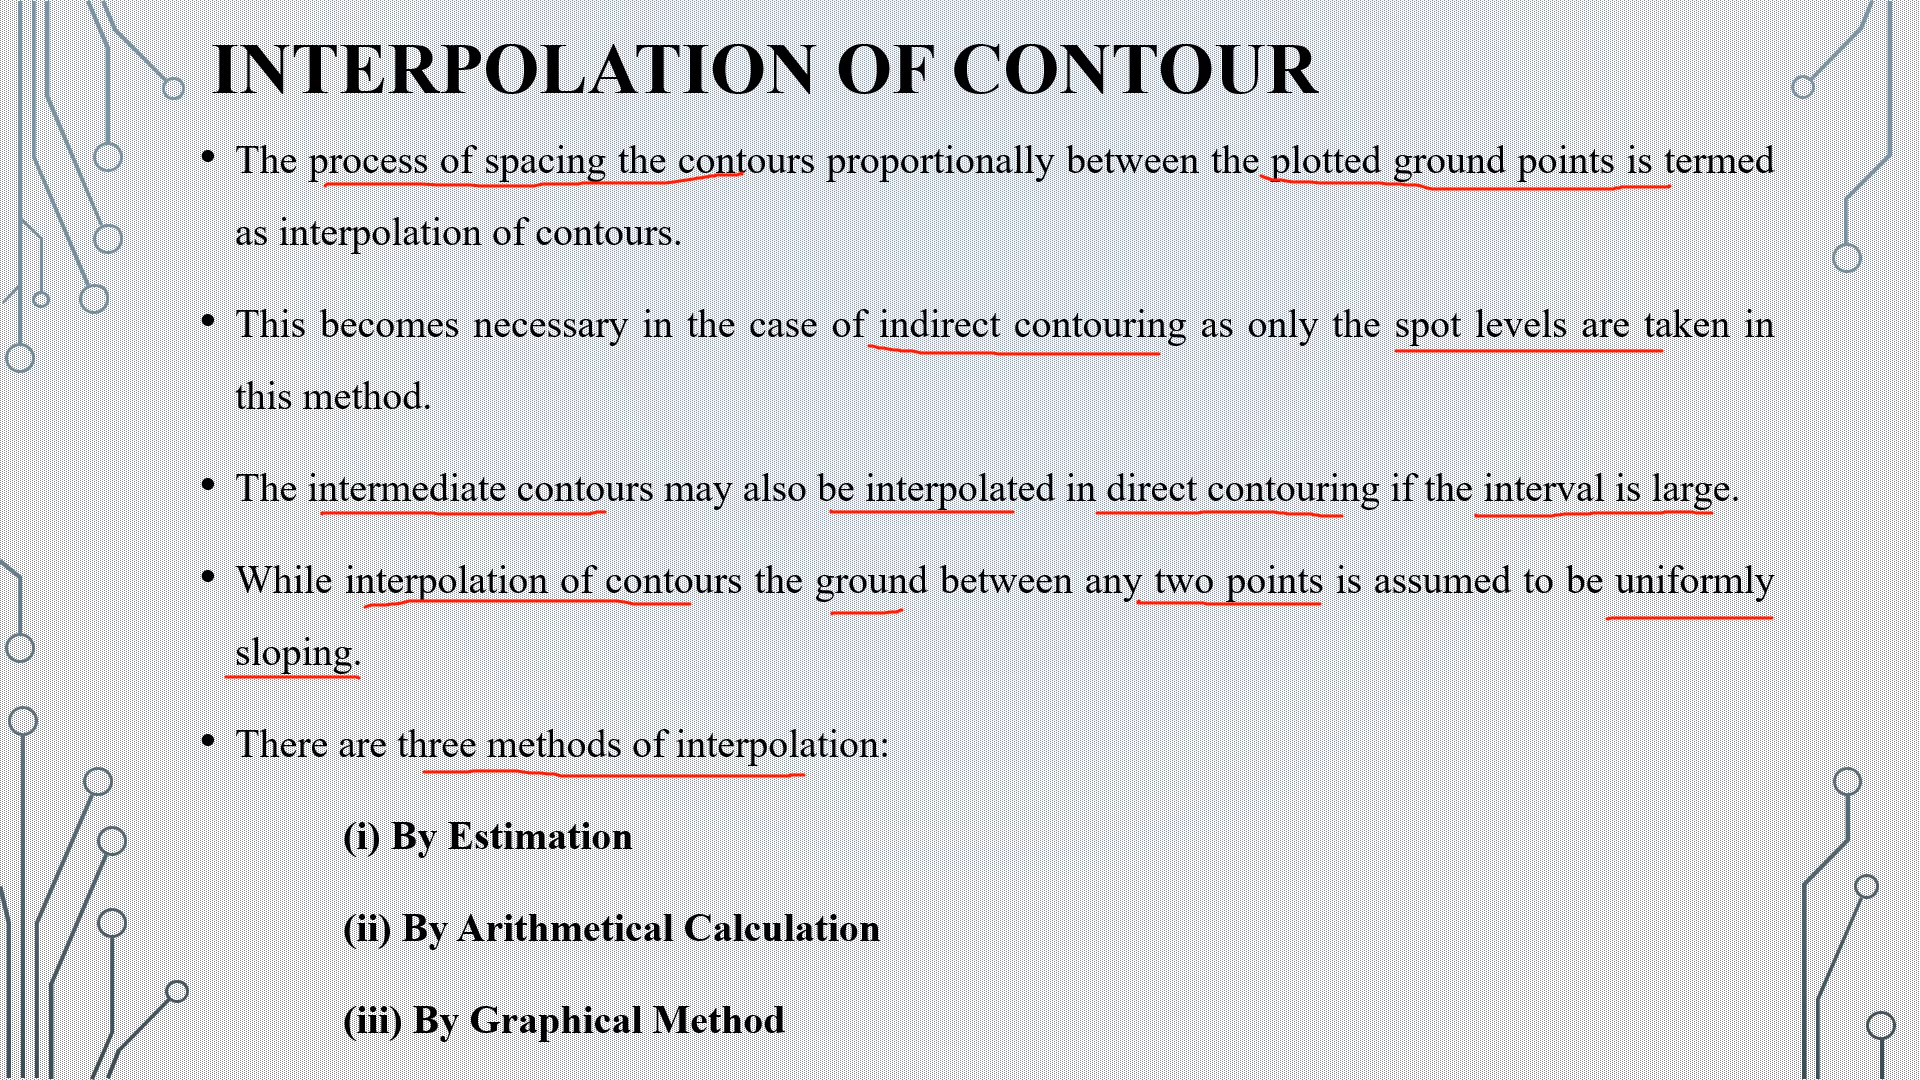 INTERPOLATION OF CONTOUR
• The process of spacing the contours proportionally between the plotted ground points is termed
as interpolation of contours.
• This becomes necessary in the case of indirect contouring as only the spot levels are taken in
this method.
• The intermediate contours may also be interpolated in direct contouring if the interval is large.
• While interpolation of contours the ground between any two points is assumed to be uniformly
sloping.
• There are three methods of interpolation:
(i) By Estimation
(ii) By Arithmetical Calculation
(iii) By Graphical Method